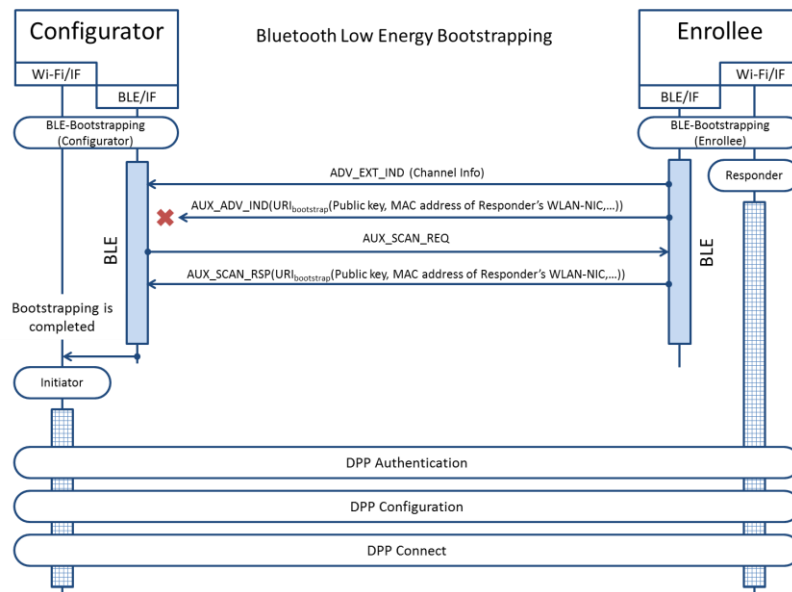 Configurator
Bluetooth Low Energy Bootstrapping
Enrollee
Wi-Fi/IF
BLE/IF
BLE/IF
Wi-Fi/IF
BLE-Bootstrapping
(Configurator)
BLE-Bootstrapping
(Enrollee)
Responder
ADV_EXT_IND (Channel Info)
AUX_ADV_IND(URIbootstrap(Public key, MAC address of Responder's WLAN-NIC,...))
AUX_SCAN_REQ
AUX_SCAN_RSP(URIbootstrap(Public key, MAC address of Responder's WLAN-NIC,...))
BLE
BLE
Bootstrapping is
completed
Initiator
DPP Authentication
DPP Configuration
DPP Connect